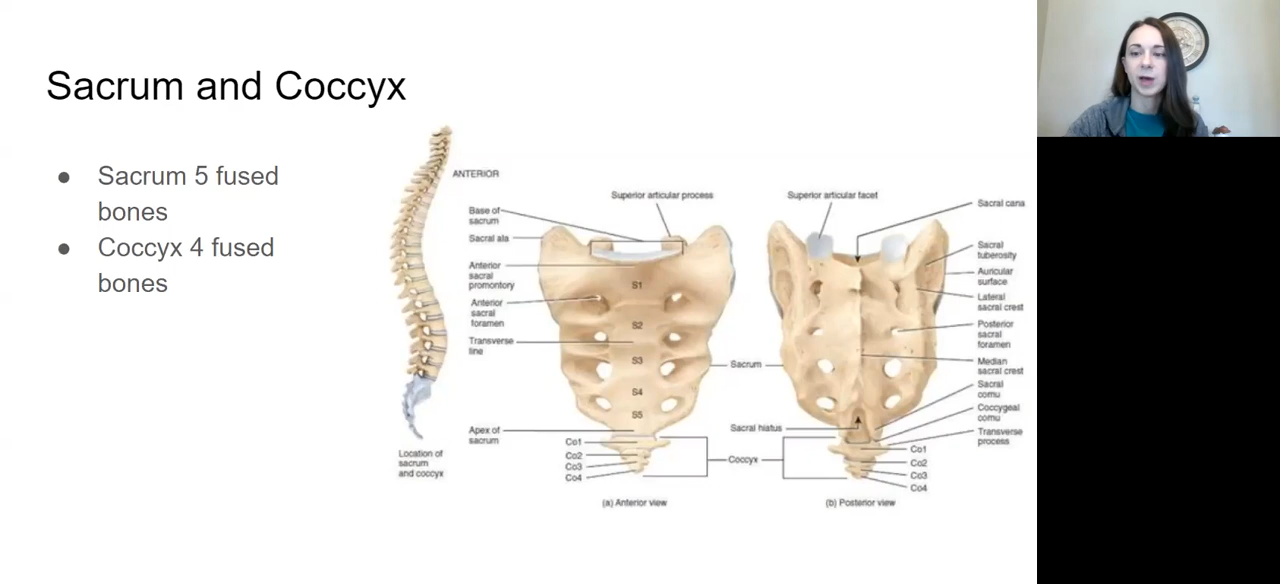 Sacrum and Coccyx
● Sacrum 5 fused
bones
● Coccyx 4 fused
bones
ANTERIOR
Location of
sacrum
and coccyx
Superior articular process
Base of
sacrum
Sacral ala
Anterior
sacral
promontory
Anterior
sacral
foramen
Transverse
line
Apex of
sacrum
S1
S2
S3
S4
S5
Co1
Co2
Co3
Co4
(a) Anterior view
Sacrum
Sacral hiatus
Coccyx
Superior articular facet
Sacral cana
Sacral
tuberosity
Auricular
surface
Lateral
sacral crest
Posterior
sacral
foramen
Median
sacral crest
Sacral
cornu
Coccygeal
cornu
Transverse
process
Co1
Co2
Co3
Co4
(b) Posterior view